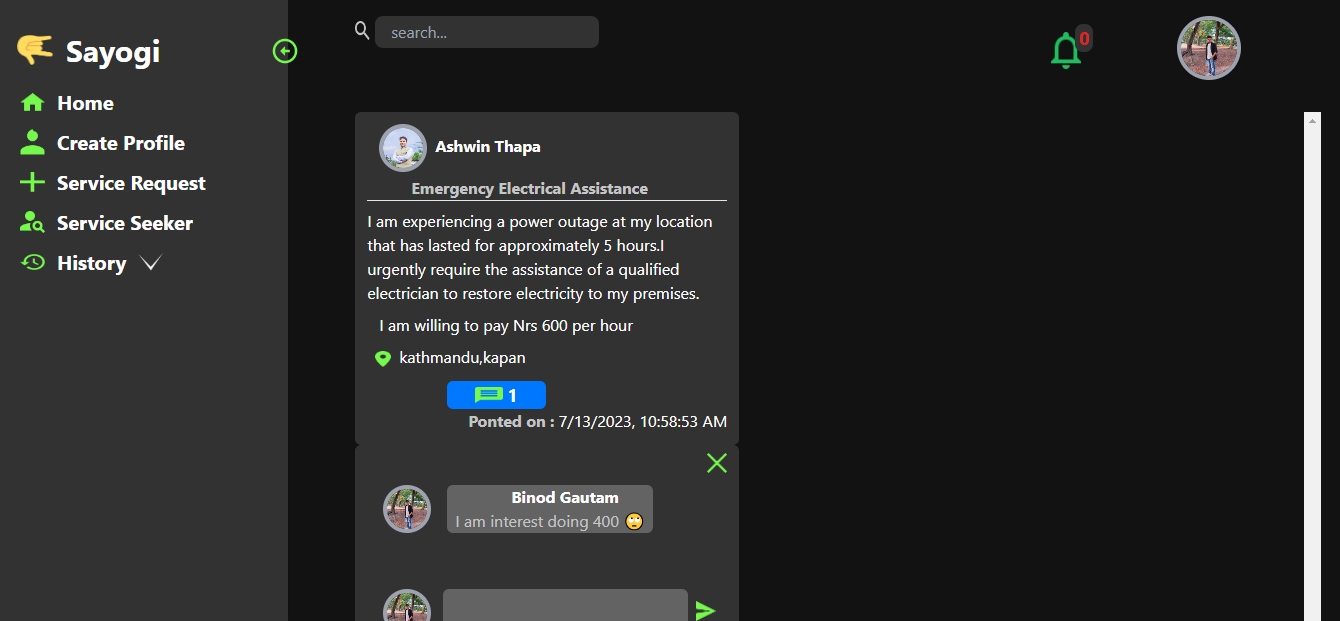 Sayogi
Home
Create Profile
Service Request
Service Seeker
History
search...
0
Ashwin Thapa
Emergency Electrical Assistance
I am experiencing a power outage at my location
that has lasted for approximately 5 hours.I
urgently require the assistance of a qualified
electrician to restore electricity to my premises.
I am willing to pay Nrs 600 per hour
kathmandu,kapan
1
Ponted on : 7/13/2023, 10:58:53 AM
Binod Gautam
I am interest doing 400 🙄